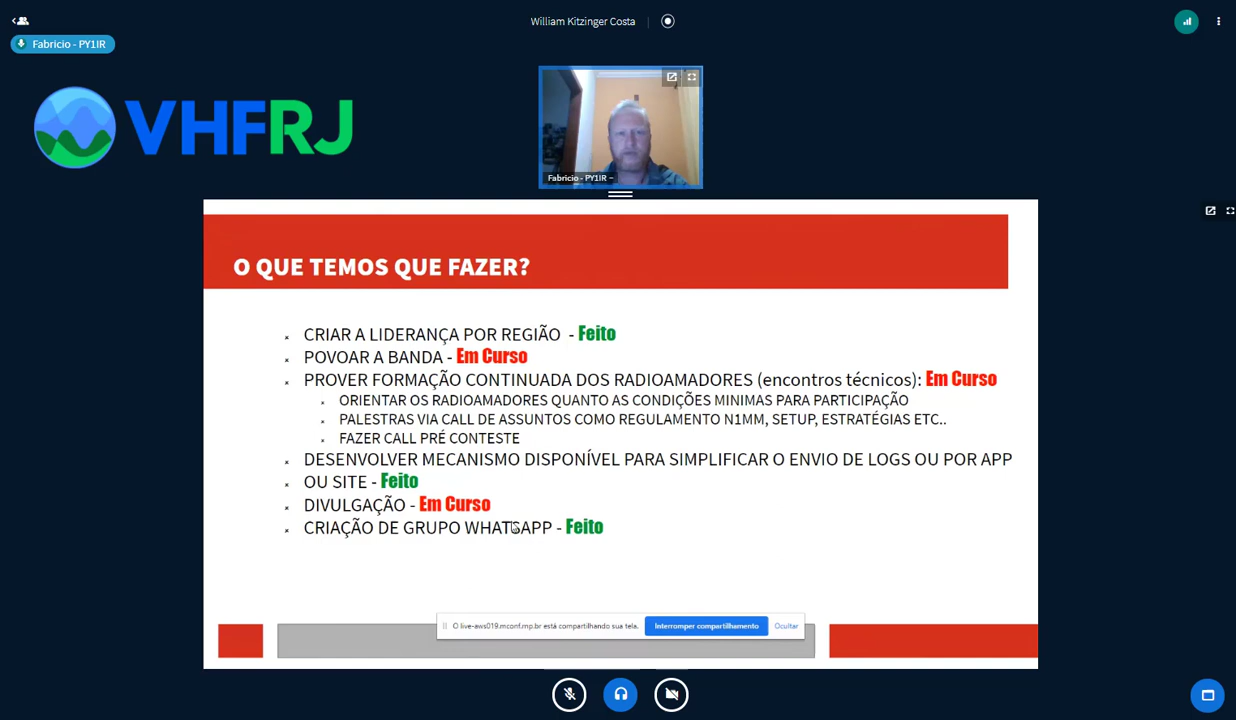 William Kitzinger Costa
Fabricio - PY1IR
VHFRJ
Fabricio - PY1IR
O QUE TEMOS QUE FAZER?
CRIAR A LIDERANÇA POR REGIÃO - Feito
POVOAR A BANDA - Em Curso
PROVER FORMAÇÃO CONTINUADA DOS RADIOAMADORES (encontros técnicos): Em Curso
ORIENTAR OS RADIOAMADORES QUANTO AS CONDIÇÕES MINIMAS PARA PARTICIPAÇÃO
PALESTRAS VIA CALL DE ASSUNTOS COMO REGULAMENTO N1MM, SETUP, ESTRATÉGIAS ETC..
FAZER CALL PRÉ CONTESTE
DESENVOLVER MECANISMO DISPONÍVEL PARA SIMPLIFICAR O ENVIO DE LOGS OU POR APP
OU SITE - Feito
DIVULGAÇÃO - Em Curso
CRIAÇÃO DE GRUPO WHATSAPP - Feito
O live-aws019.mconf.mp.br está compartilhando sua tela. Interromper compartilhamento Ocultar